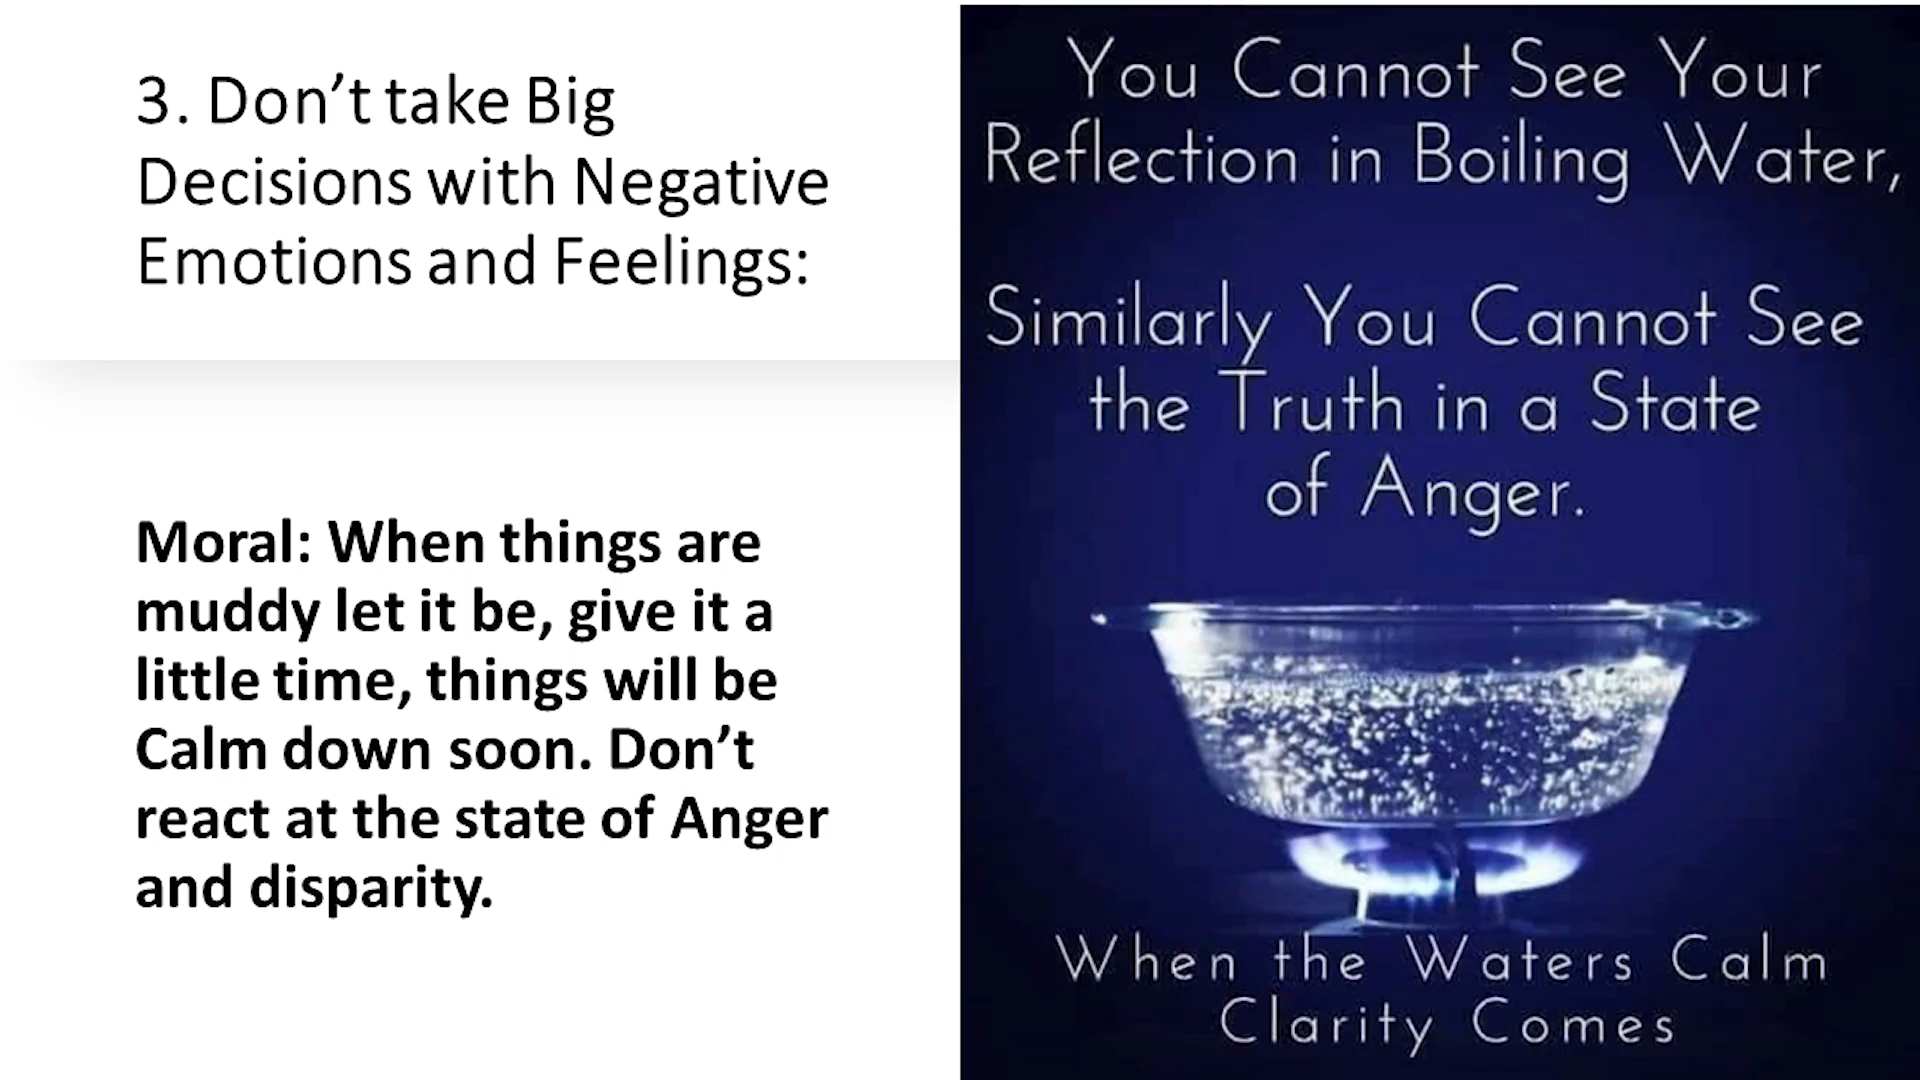 3. Don’t take Big
Decisions with Negative
Emotions and Feelings:
Moral: When things are
muddy let it be, give it a
little time, things will be
Calm down soon. Don’t
react at the state of Anger
and disparity.
You Cannot See Your
Reflection in Boiling Water,
Similarly You Cannot See
the Truth in a State
of Anger.
When the Waters Calm
Clarity Comes